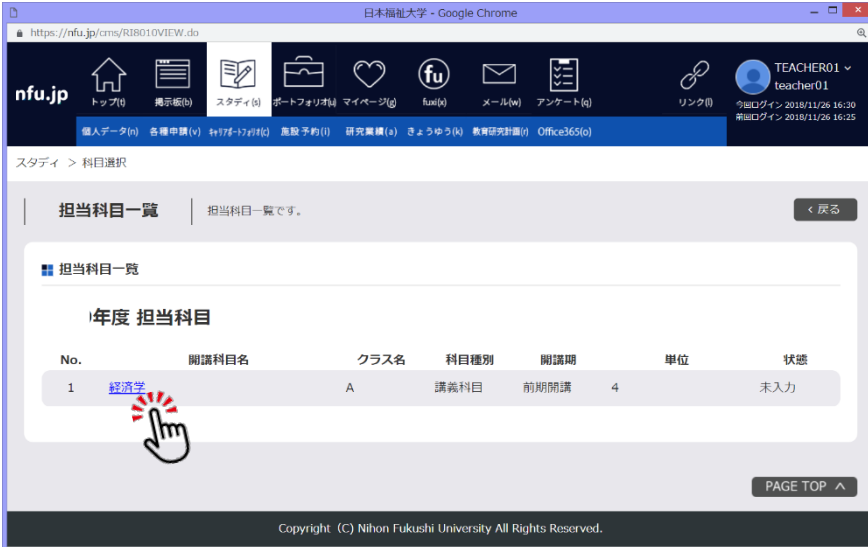 日本福祉大学 - Google Chrome
https://nfu.jp/cms/RI8010VIEW.do
nfu.jp
トップ(t) 掲示板(b) スタディ(s) ポートフォリオ(u) マイページ(g) fuxi(x) メール(w) アンケート(q) リンク(l)
fu
TEACHER01
teacher01
今回ログイン 2018/11/26 16:30
前回ログイン 2018/11/26 16:25
個人データ(n) 各種申請(v) キャリアポートフォリオ(c) 施設予約(i) 研究業績(a) きょうゆう(k) 教育研究計画(r) Office365(o)
スタディ > 科目選択
担当科目一覧 担当科目一覧です。 < 戻る
担当科目一覧
年度 担当科目
No. 開講科目名 クラス名 科目種別 開講期 単位 状態
1 経済学 A 講義科目 前期開講 4 未入力
PAGE TOP
Copyright (C) Nihon Fukushi University All Rights Reserved.